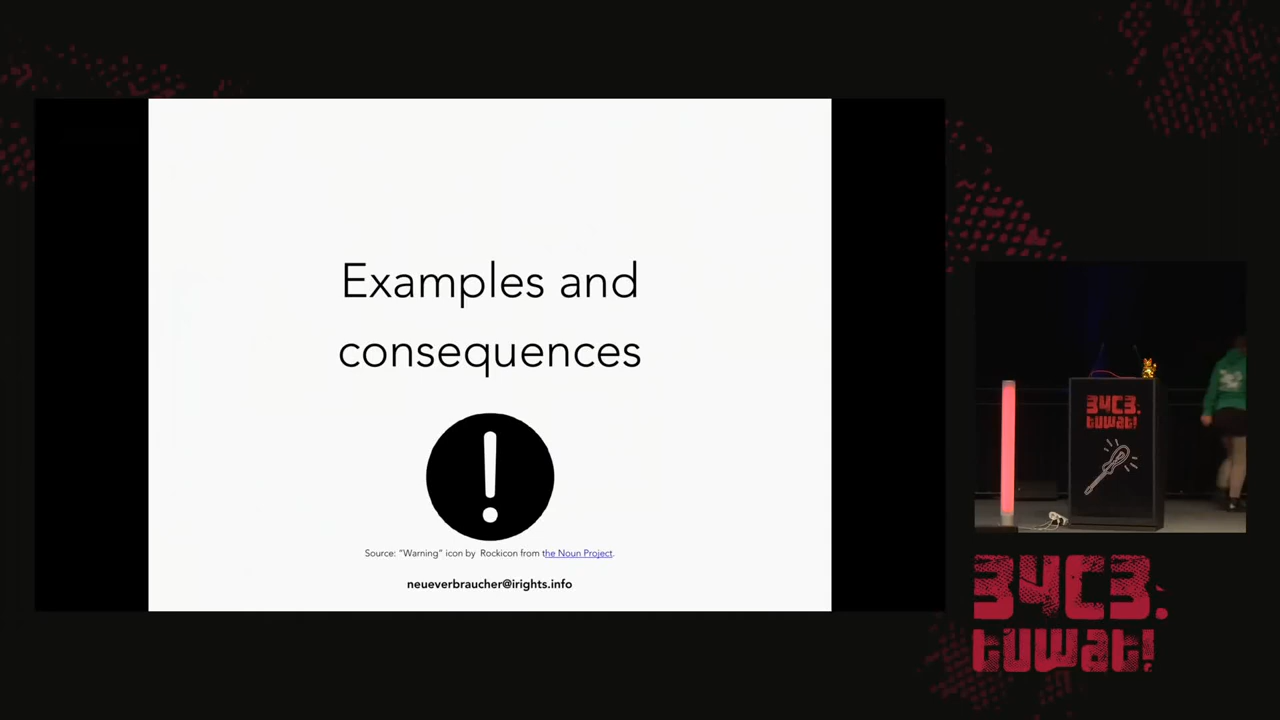 Examples and
consequences
Source: “Warning” icon by Rockicon from the Noun Project.
neueverbraucher@irights.info
34C3.
tuwat!
34C3.
tuwat!